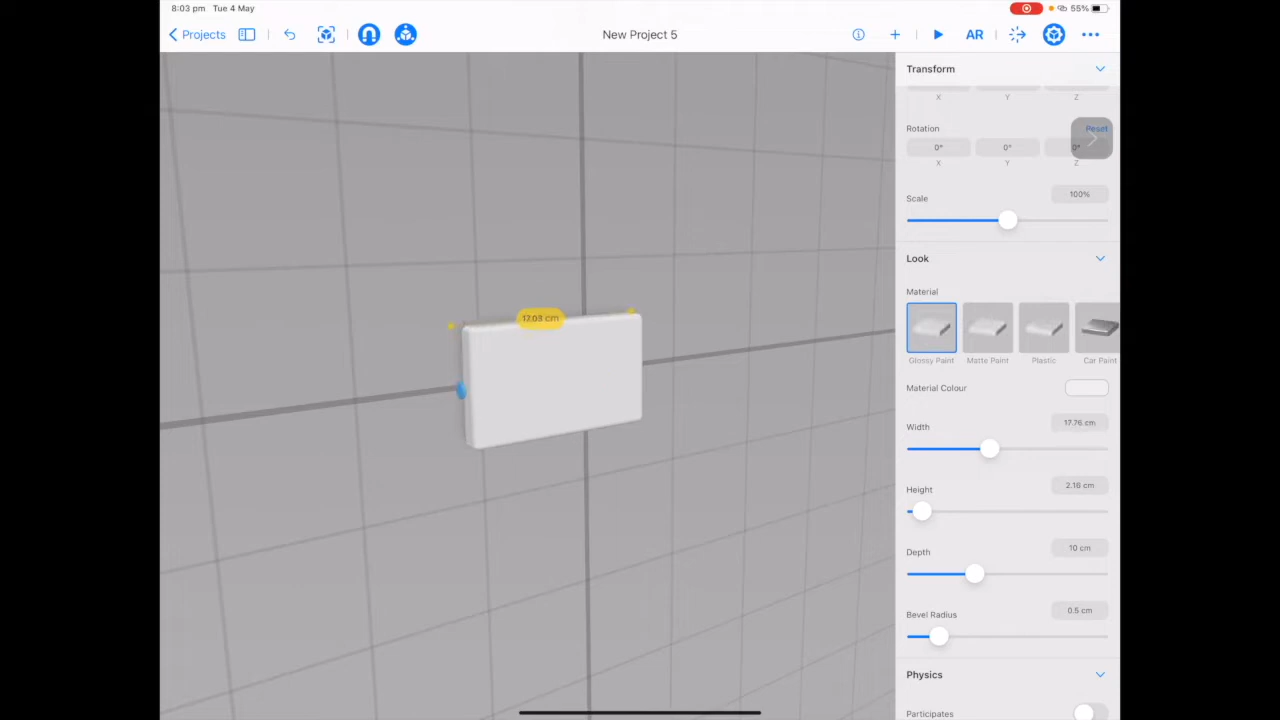 8:03 pm Tue 4 May
55%
Projects
New Project 5
AR
Transform
X Y Z
Rotation
Reset
0° 0° 0°
X Y Z
Scale
100%
Look
Material
Glossy Paint Matte Paint Plastic Car Paint
Material Colour
Width
17.76 cm
Height
2.16 cm
Depth
10 cm
Bevel Radius
0.5 cm
Physics
Participates
17.03 cm